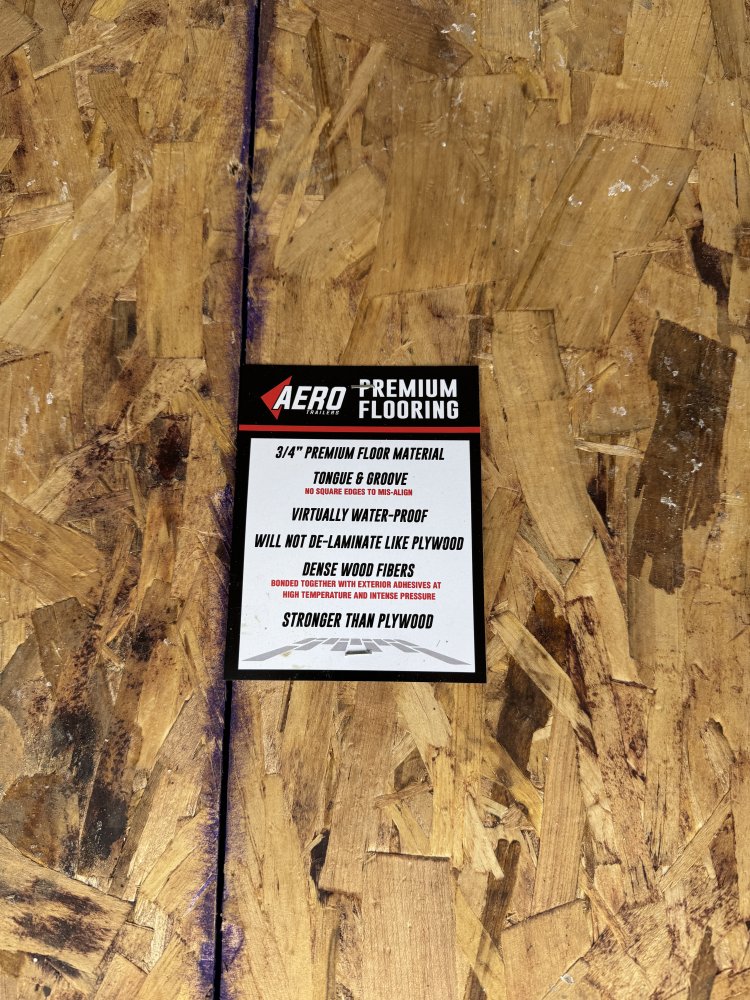 AERO
TRAILERS
PREMIUM
FLOORING
3/4" PREMIUM FLOOR MATERIAL
TONGUE & GROOVE
NO SQUARE EDGES TO MIS-ALIGN
VIRTUALLY WATER-PROOF
WILL NOT DE-LAMINATE LIKE PLYWOOD
DENSE WOOD FIBERS
BONDED TOGETHER WITH EXTERIOR ADHESIVES AT
HIGH TEMPERATURE AND INTENSE PRESSURE
STRONGER THAN PLYWOOD